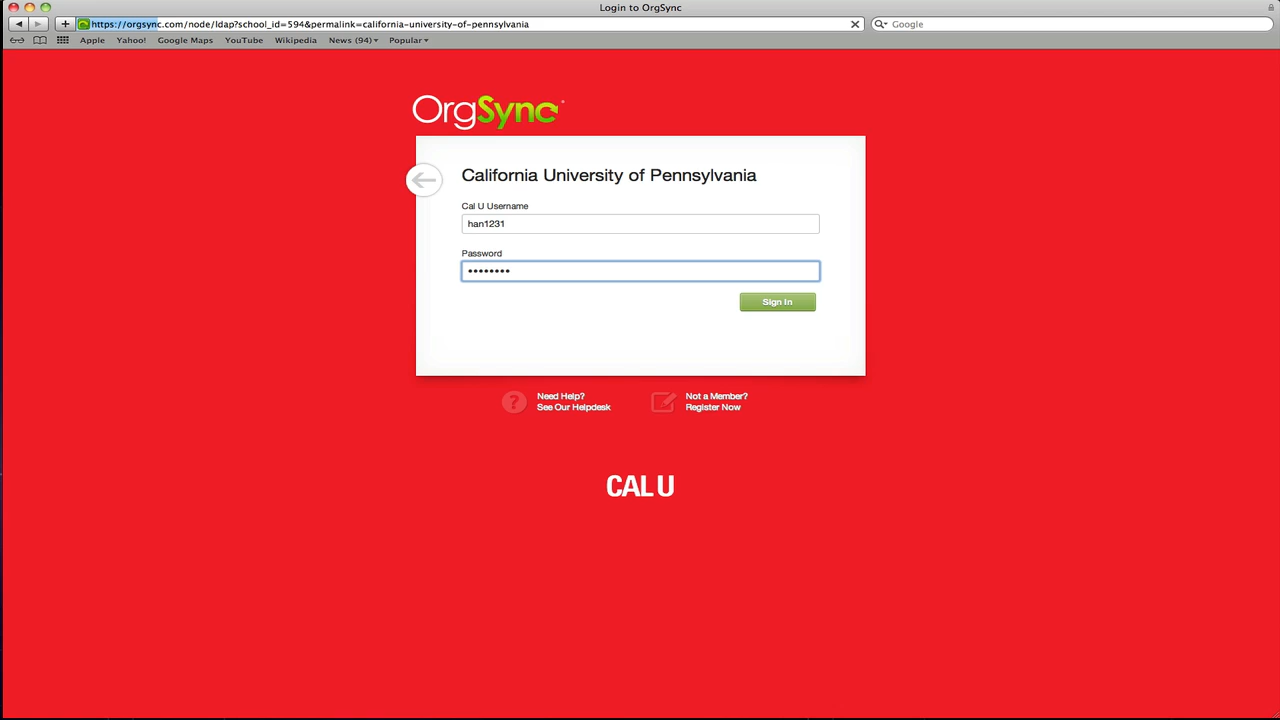 Login to OrgSync
https://orgsync.com/node/ldap?school_id=594&permalink=california-university-of-pennsylvania
Google
Apple Yahoo! Google Maps YouTube Wikipedia News (94) Popular
OrgSync
California University of Pennsylvania
Cal U Username
han1231
Password
••••••••
Sign In
Need Help?
See Our Helpdesk
Not a Member?
Register Now
CAL U